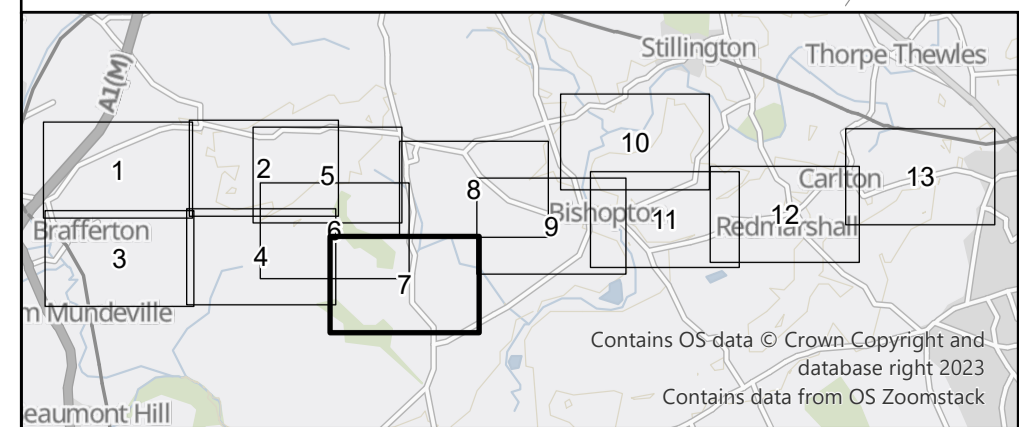 Stillington
Thorpe Thewles
A1(M)
10
1
2
5
Carlton
13
8
Bishopton
11
Redmarshall
12
9
Brafferton
6
3
4
7
m Mundeville
Contains OS data © Crown Copyright and
database right 2023
Contains data from OS Zoomstack
eaumont Hill